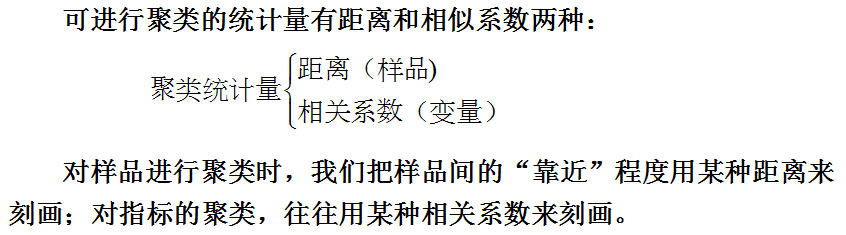 可进行聚类的统计量有距离和相似系数两种：
聚类统计量{距离（样品)
相关系数（变量）
对样品进行聚类时，我们把样品间的“靠近”程度用某种距离来
刻画；对指标的聚类，往往用某种相关系数来刻画。